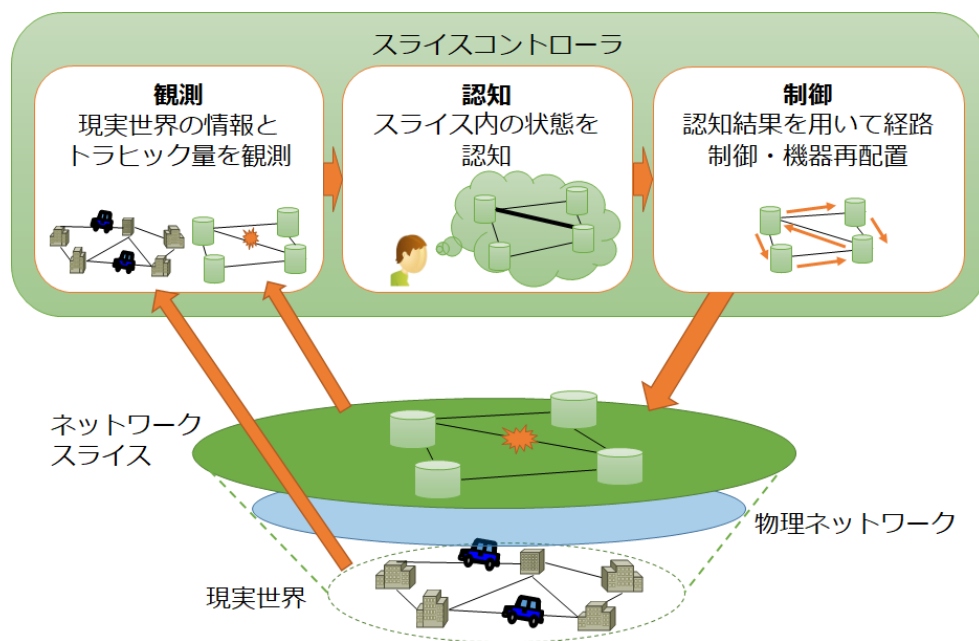 スライスコントローラ
観測
現実世界の情報と
トラヒック量を観測
認知
スライス内の状態を
認知
制御
認知結果を用いて経路
制御・機器再配置
ネットワーク
スライス
物理ネットワーク
現実世界